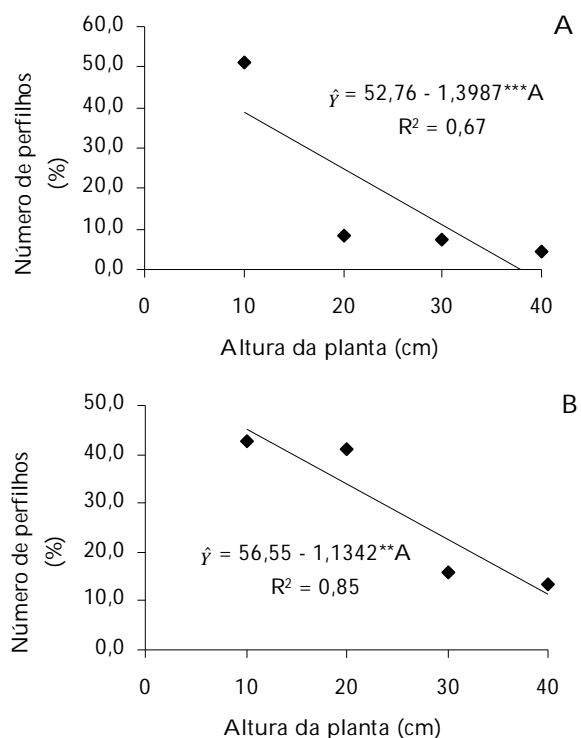 A
60,0
50,0
40,0
30,0
20,0
10,0
0,0
Número de perfilhos
(%)
Ŷ = 52,76 - 1,3987***A
R² = 0,67
0 10 20 30 40
Altura da planta (cm)
B
50,0
40,0
30,0
20,0
10,0
0,0
Número de perfilhos
(%)
Ŷ = 56,55 - 1,1342**A
R² = 0,85
0 10 20 30 40
Altura da planta (cm)